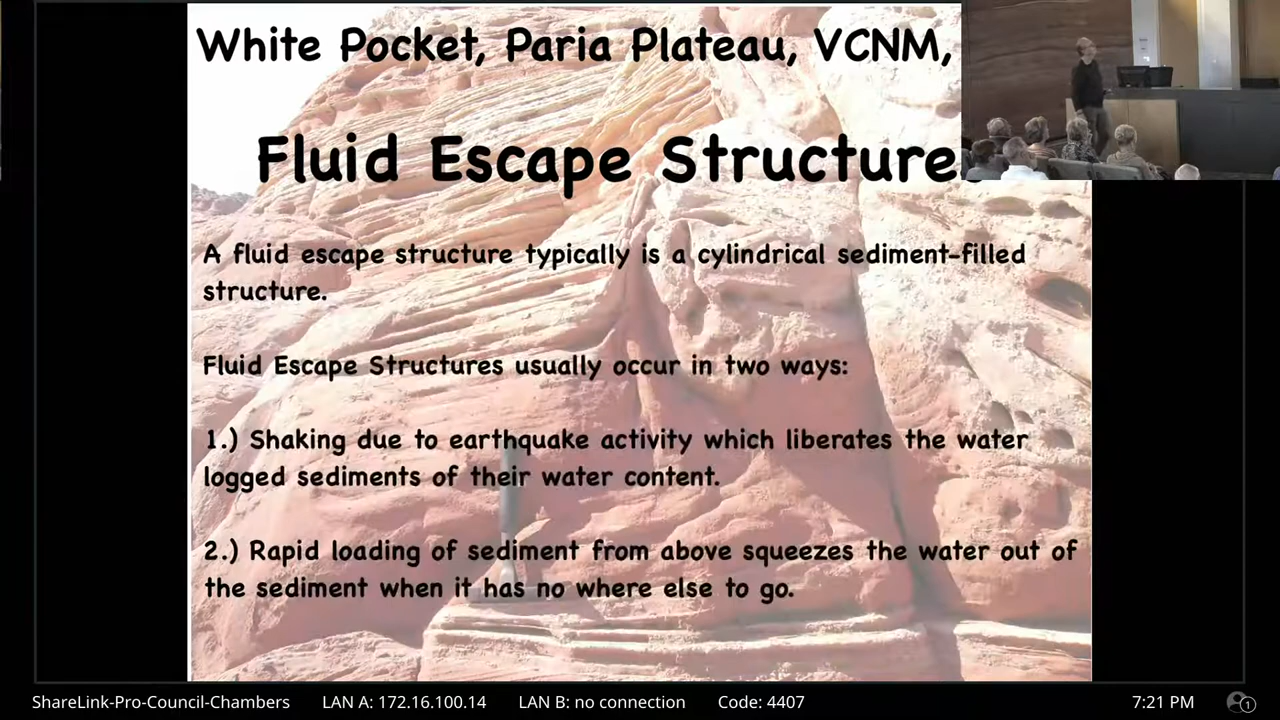 White Pocket, Paria Plateau, VCNM,
Fluid Escape Structure
A fluid escape structure typically is a cylindrical sediment-filled
structure.
Fluid Escape Structures usually occur in two ways:
1.) Shaking due to earthquake activity which liberates the water
logged sediments of their water content.
2.) Rapid loading of sediment from above squeezes the water out of
the sediment when it has no where else to go.
ShareLink-Pro-Council-Chambers LAN A: 172.16.100.14 LAN B: no connection Code: 4407 7:21 PM 1